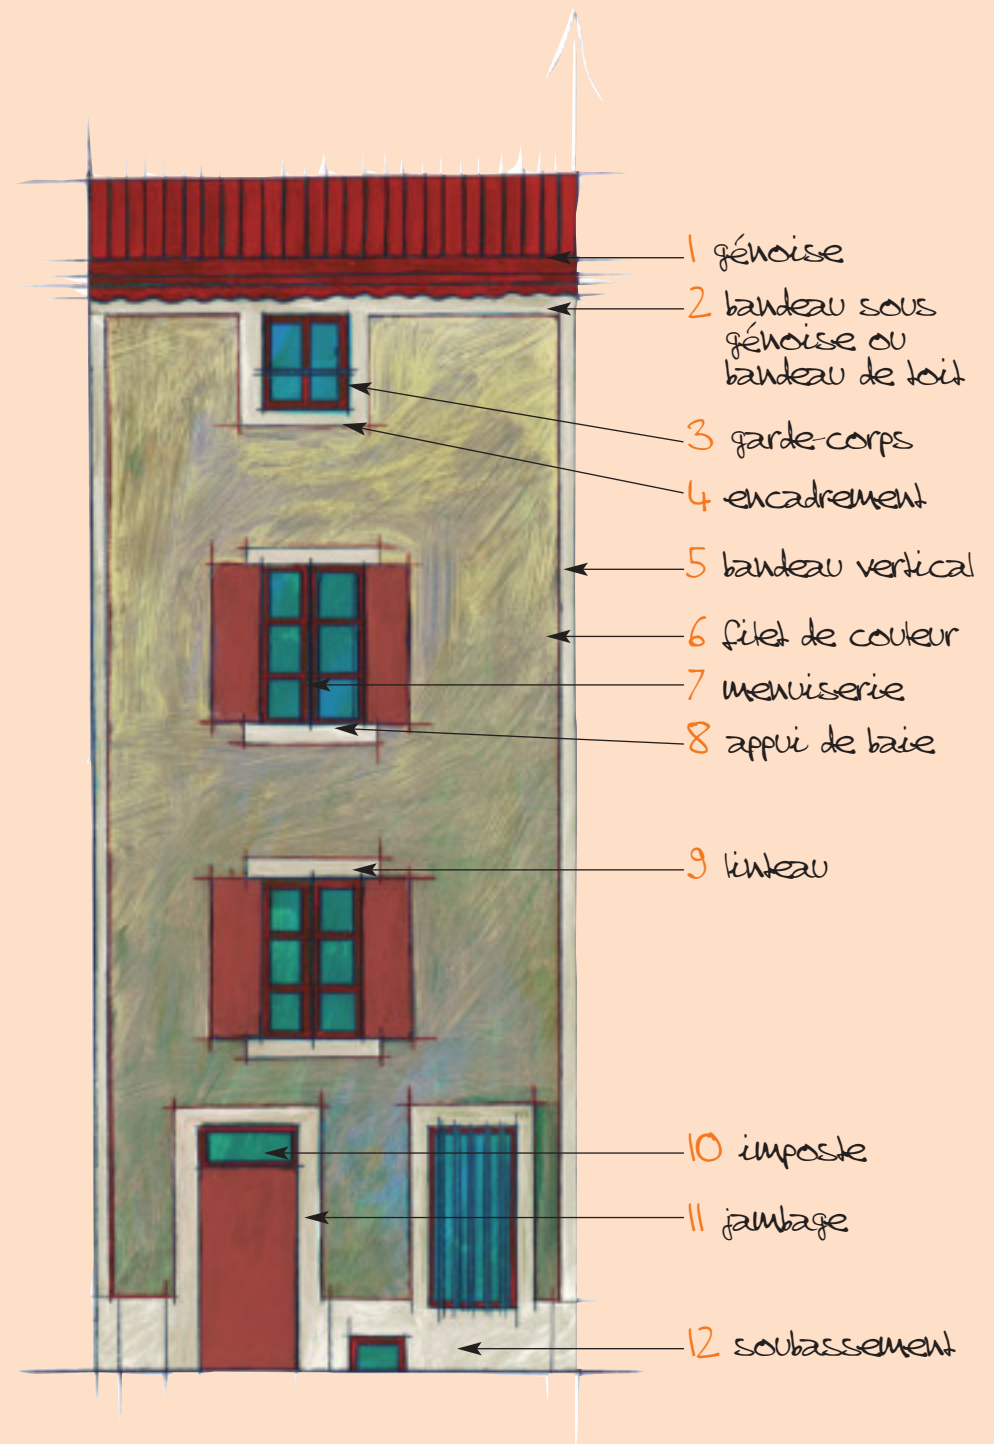 1 génoise
2 bandeau sous
génoise ou
bandeau de toit
3 garde-corps
4 encadrement
5 bandeau vertical
6 filet de couleur
7 menuiserie
8 appui de baie
9 linteau
10 imposte
11 jambage
12 soubassement